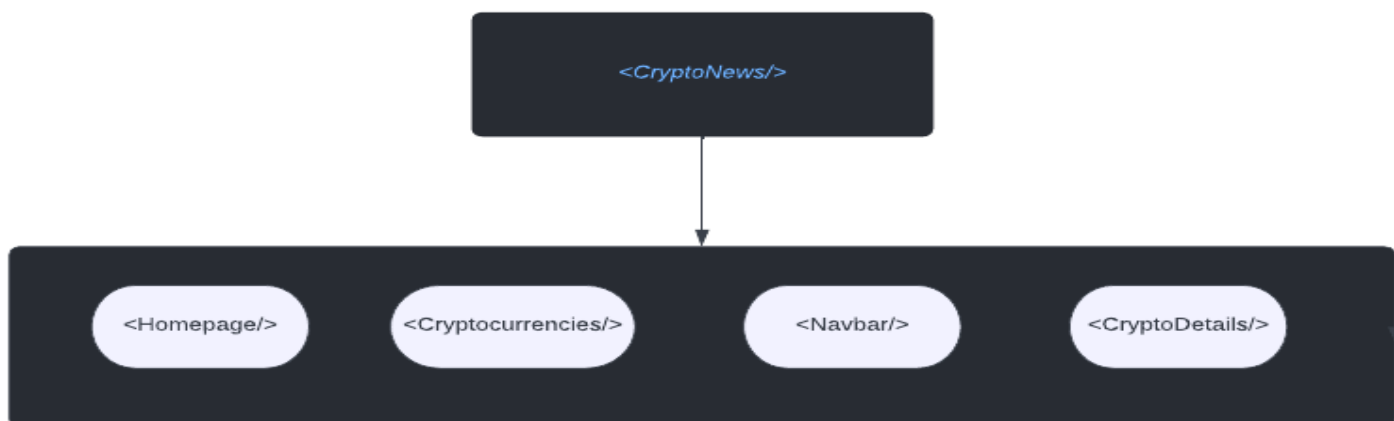 <CryptoNews/>
<Homepage/>
<Cryptocurrencies/>
<Navbar/>
<CryptoDetails/>